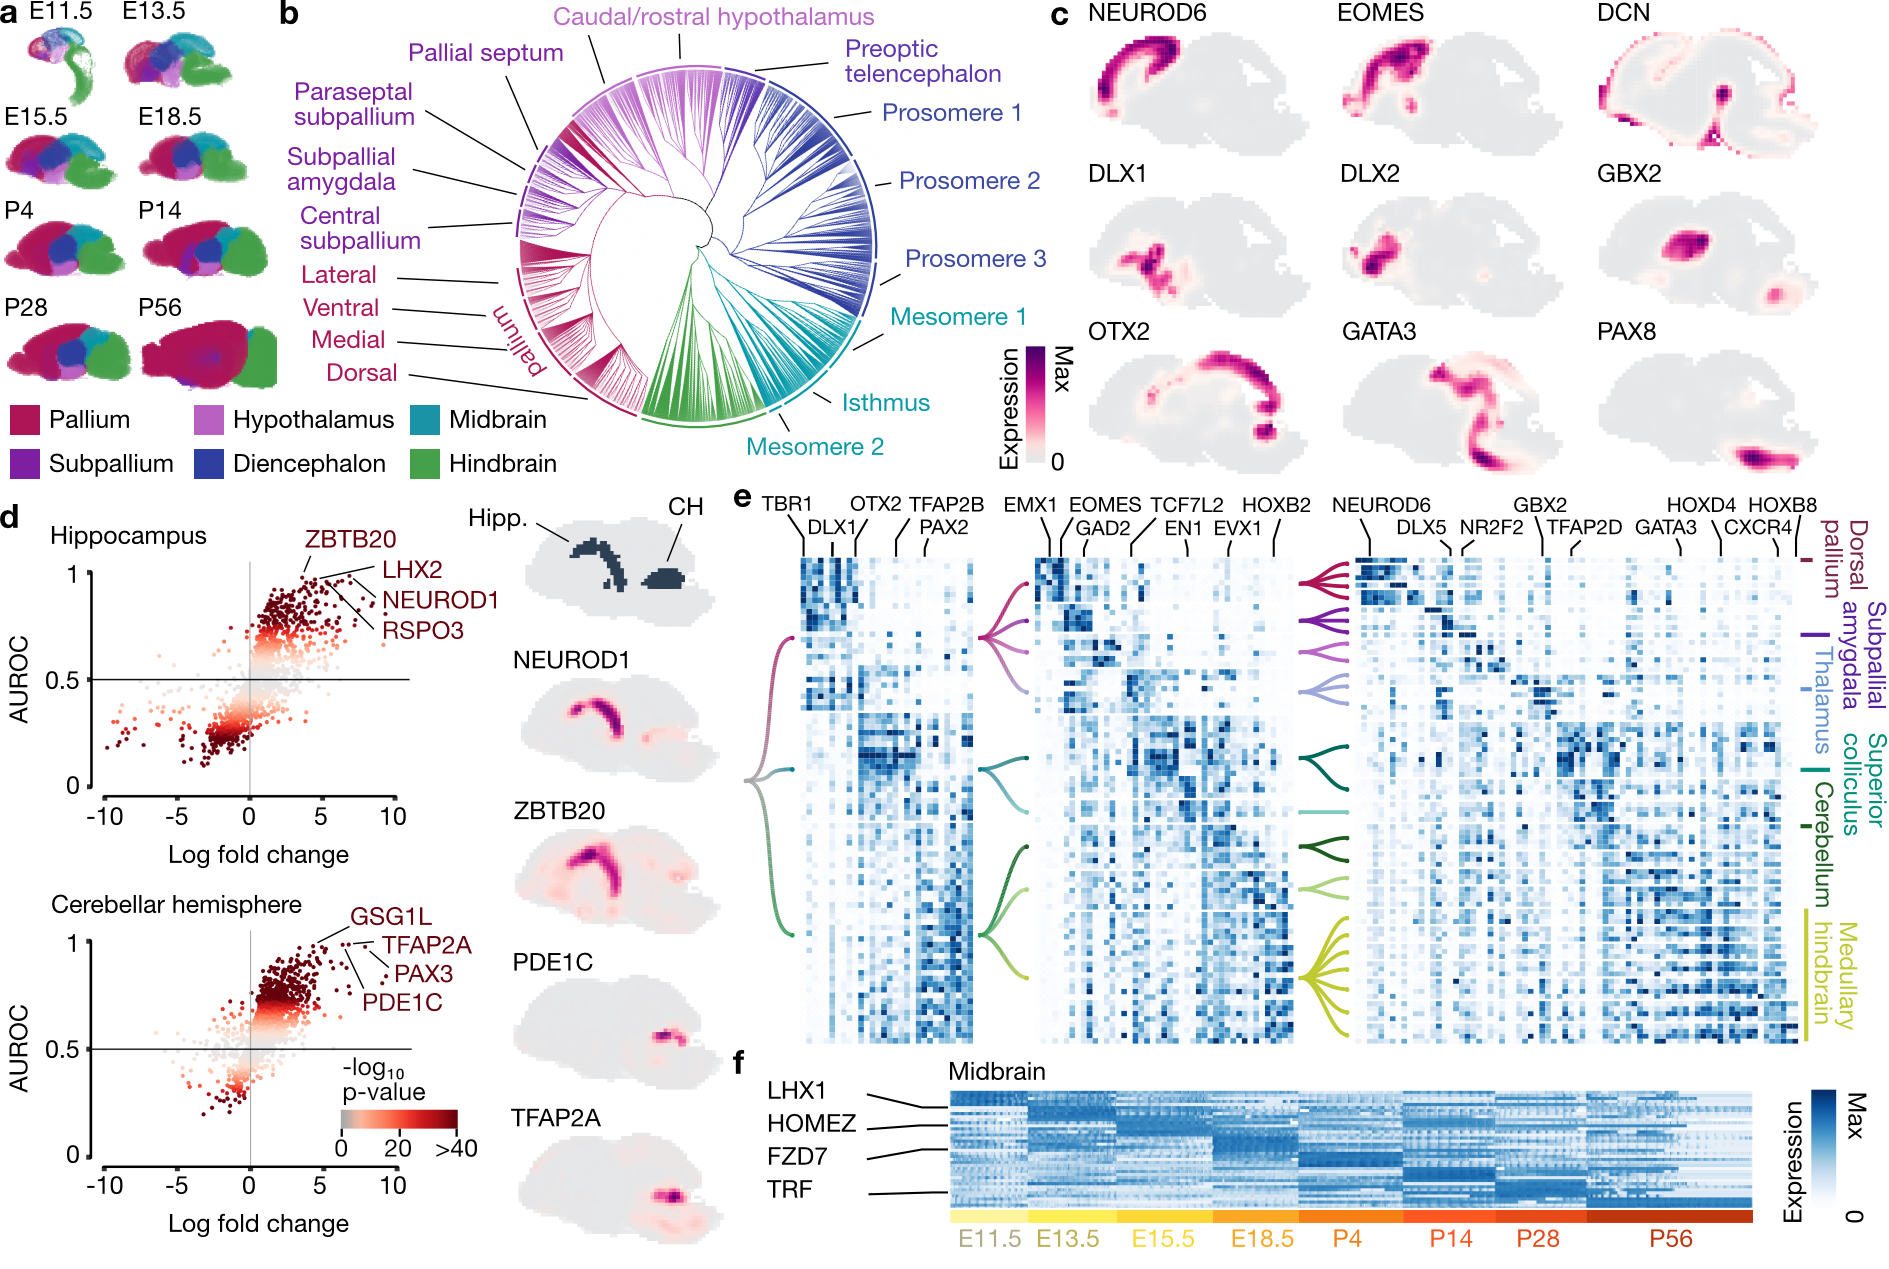 a
E11.5
E13.5
E15.5
E18.5
P4
P14
P28
P56
Pallium
Hypothalamus
Midbrain
Subpallium
Diencephalon
Hindbrain
b
Caudal/rostral hypothalamus
Pallial septum
Preoptic
telencephalon
Paraseptal
subpallium
Prosomere 1
Subpallial
amygdala
Prosomere 2
Central
subpallium
Prosomere 3
Lateral
Ventral
Medial
Dorsal
pallium
Mesomere 1
Isthmus
Mesomere 2
c
NEUROD6
EOMES
DCN
DLX1
DLX2
GBX2
OTX2
GATA3
PAX8
Expression
Max
0
d
Hippocampus
ZBTB20
LHX2
NEUROD1
RSPO3
AUROC
1
0.5
0
-10
-5
0
5
10
Log fold change
Cerebellar hemisphere
GSG1L
TFAP2A
PAX3
PDE1C
AUROC
1
0.5
0
-log10
p-value
0
20
>40
-10
-5
0
5
10
Log fold change
Hipp.
CH
NEUROD1
ZBTB20
PDE1C
TFAP2A
e
TBR1
OTX2
TFAP2B
DLX1
PAX2
EMX1
EOMES
TCF7L2
HOXB2
GAD2
EN1
EVX1
NEUROD6
GBX2
HOXD4
HOXB8
DLX5
NR2F2
TFAP2D
GATA3
CXCR4
Dorsal
pallium
Subpallial
amygdala
Thalamus
Superior
colliculus
Cerebellum
Medullary
hindbrain
f
Midbrain
LHX1
HOMEZ
FZD7
TRF
E11.5
E13.5
E15.5
E18.5
P4
P14
P28
P56
Expression
Max
0